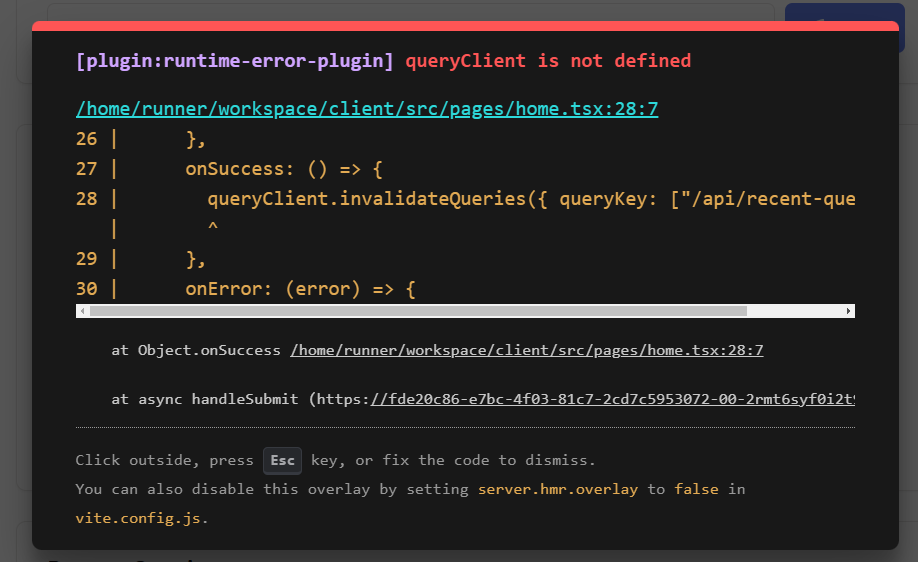 [plugin:runtime-error-plugin] queryClient is not defined
/home/runner/workspace/client/src/pages/home.tsx:28:7
26 |      },
27 |      onSuccess: () => {
28 |        queryClient.invalidateQueries({ queryKey: ["/api/recent-que
   |        ^
29 |      },
30 |      onError: (error) => {
at Object.onSuccess /home/runner/workspace/client/src/pages/home.tsx:28:7
at async handleSubmit (https://fde20c86-e7bc-4f03-81c7-2cd7c5953072-00-2rmt6syf0i2t
Click outside, press Esc key, or fix the code to dismiss.
You can also disable this overlay by setting server.hmr.overlay to false in
vite.config.js.